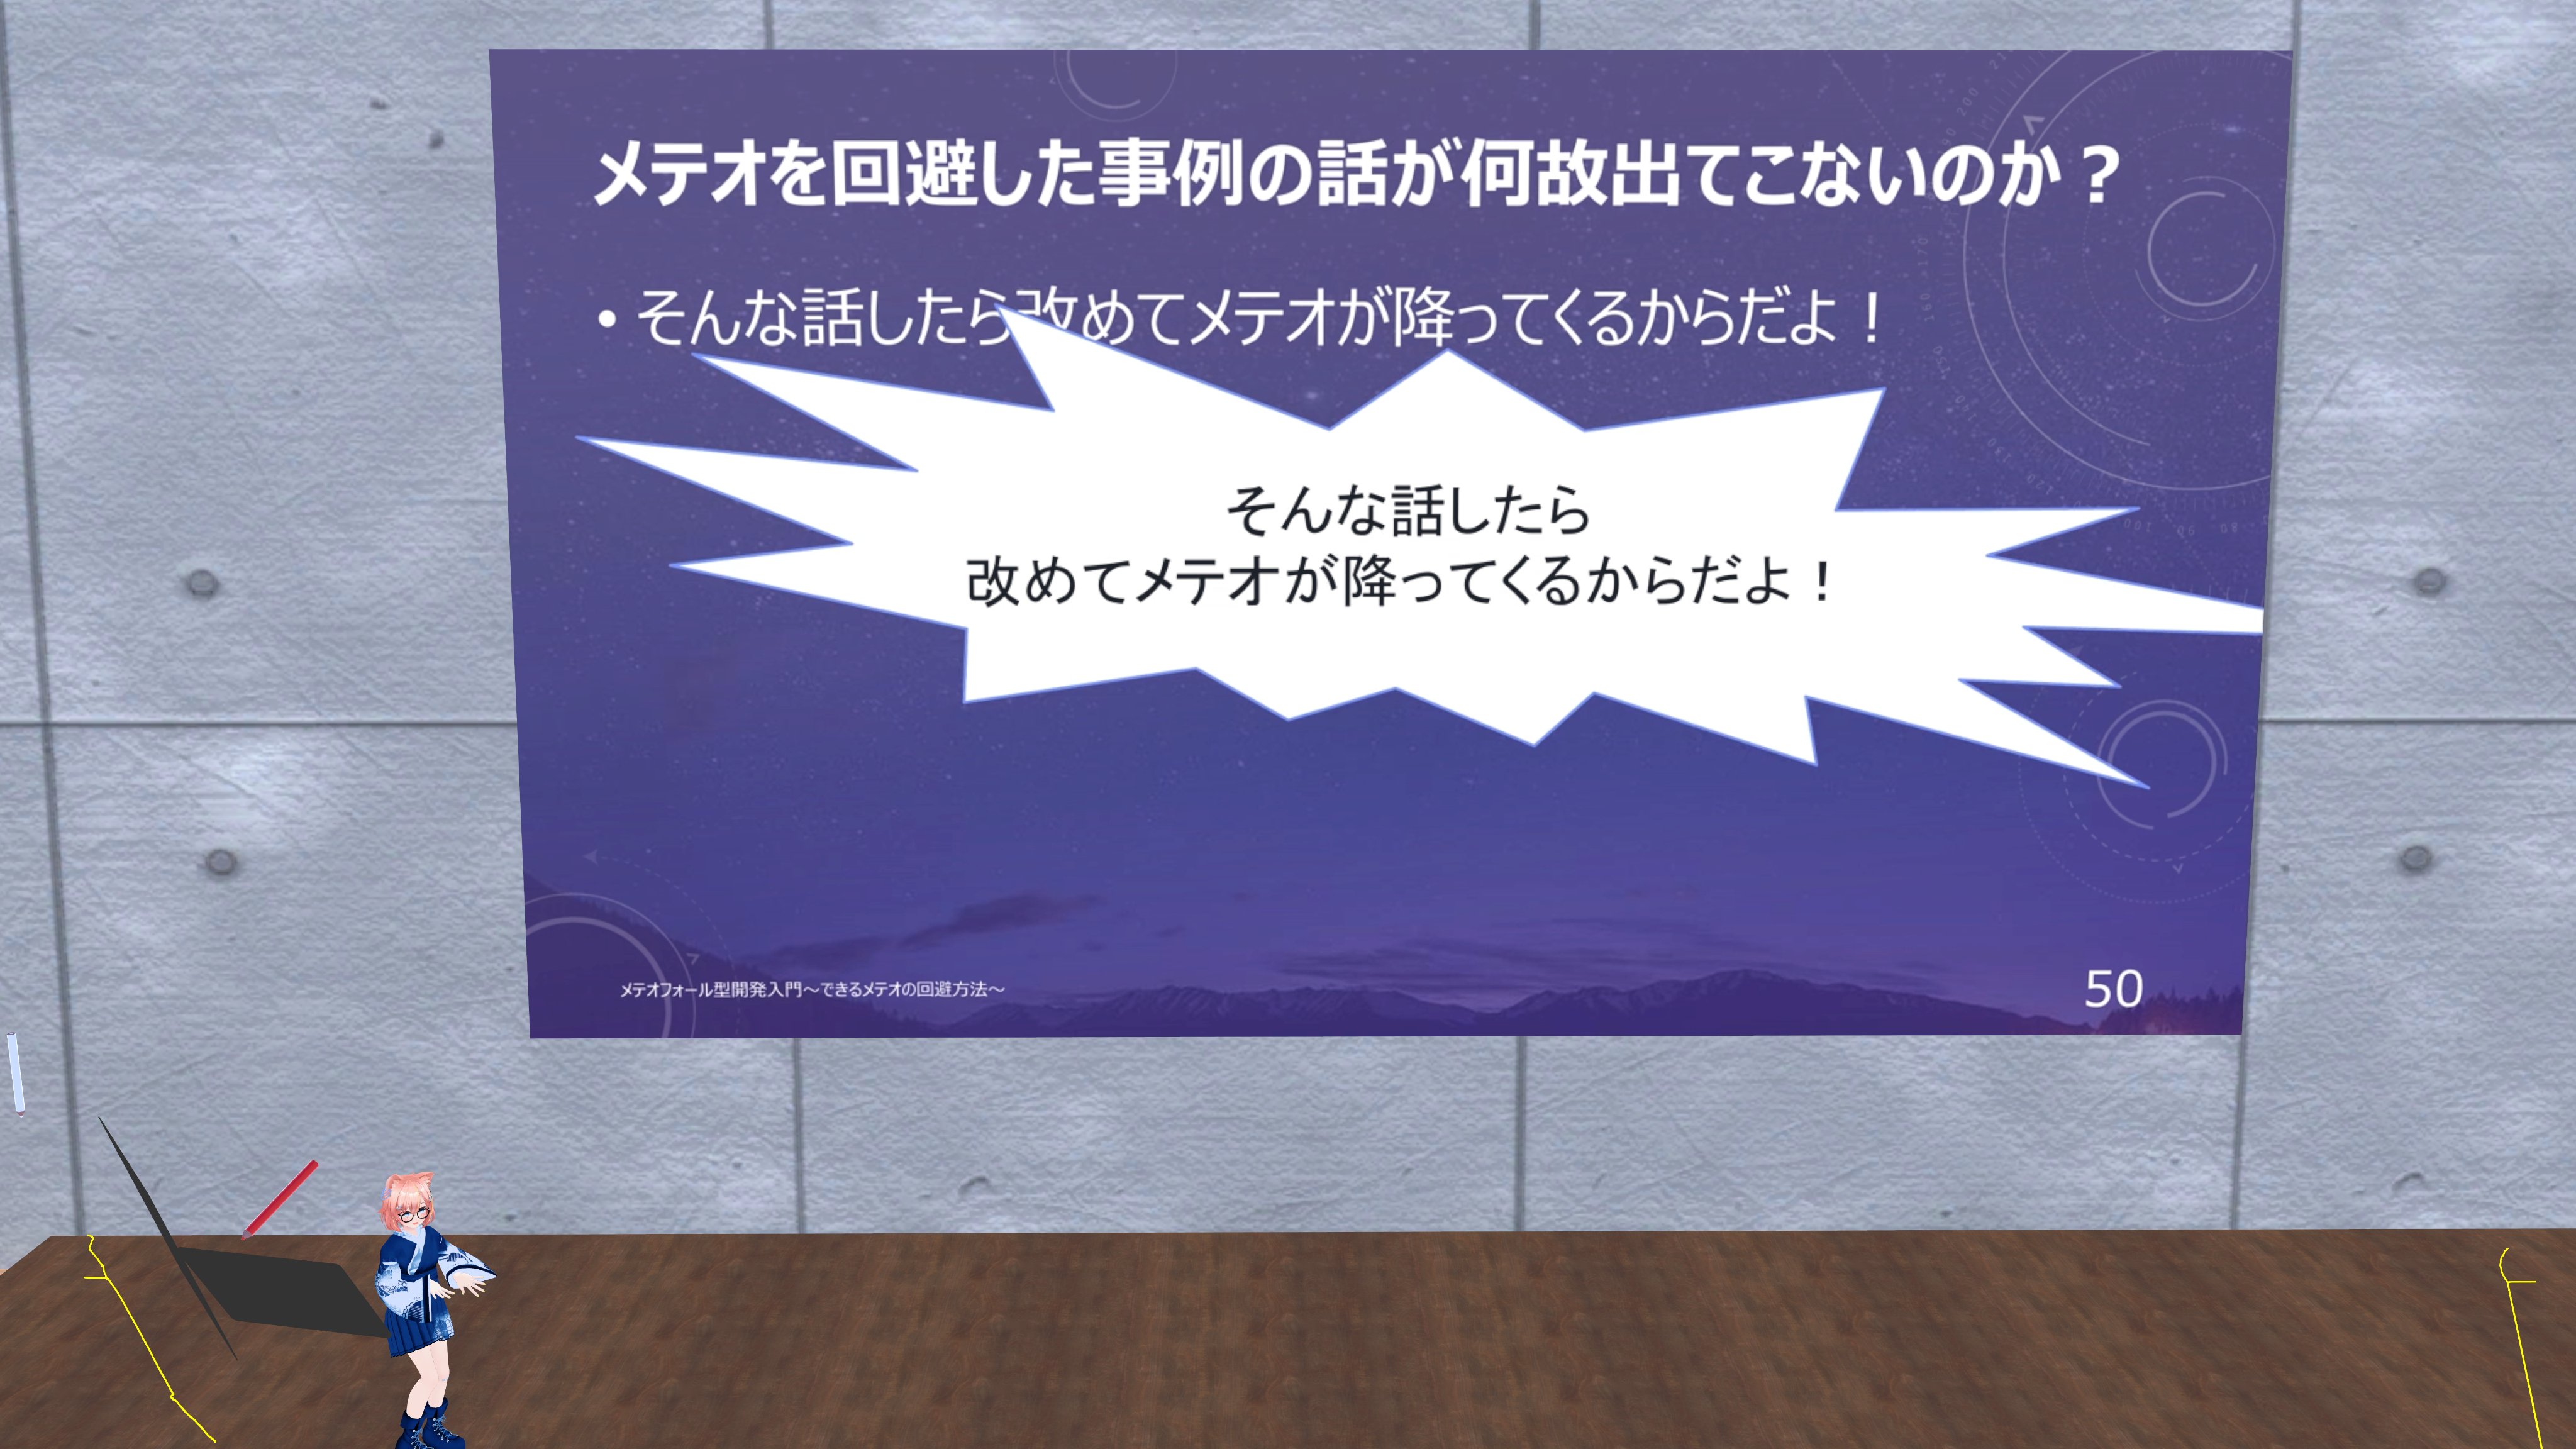 メテオを回避した事例の話が何故出てこないのか？
• そんな話したら改めてメテオが降ってくるからだよ！
そんな話したら
改めてメテオが降ってくるからだよ！
メテオフォール型開発入門～できるメテオの回避方法～
50